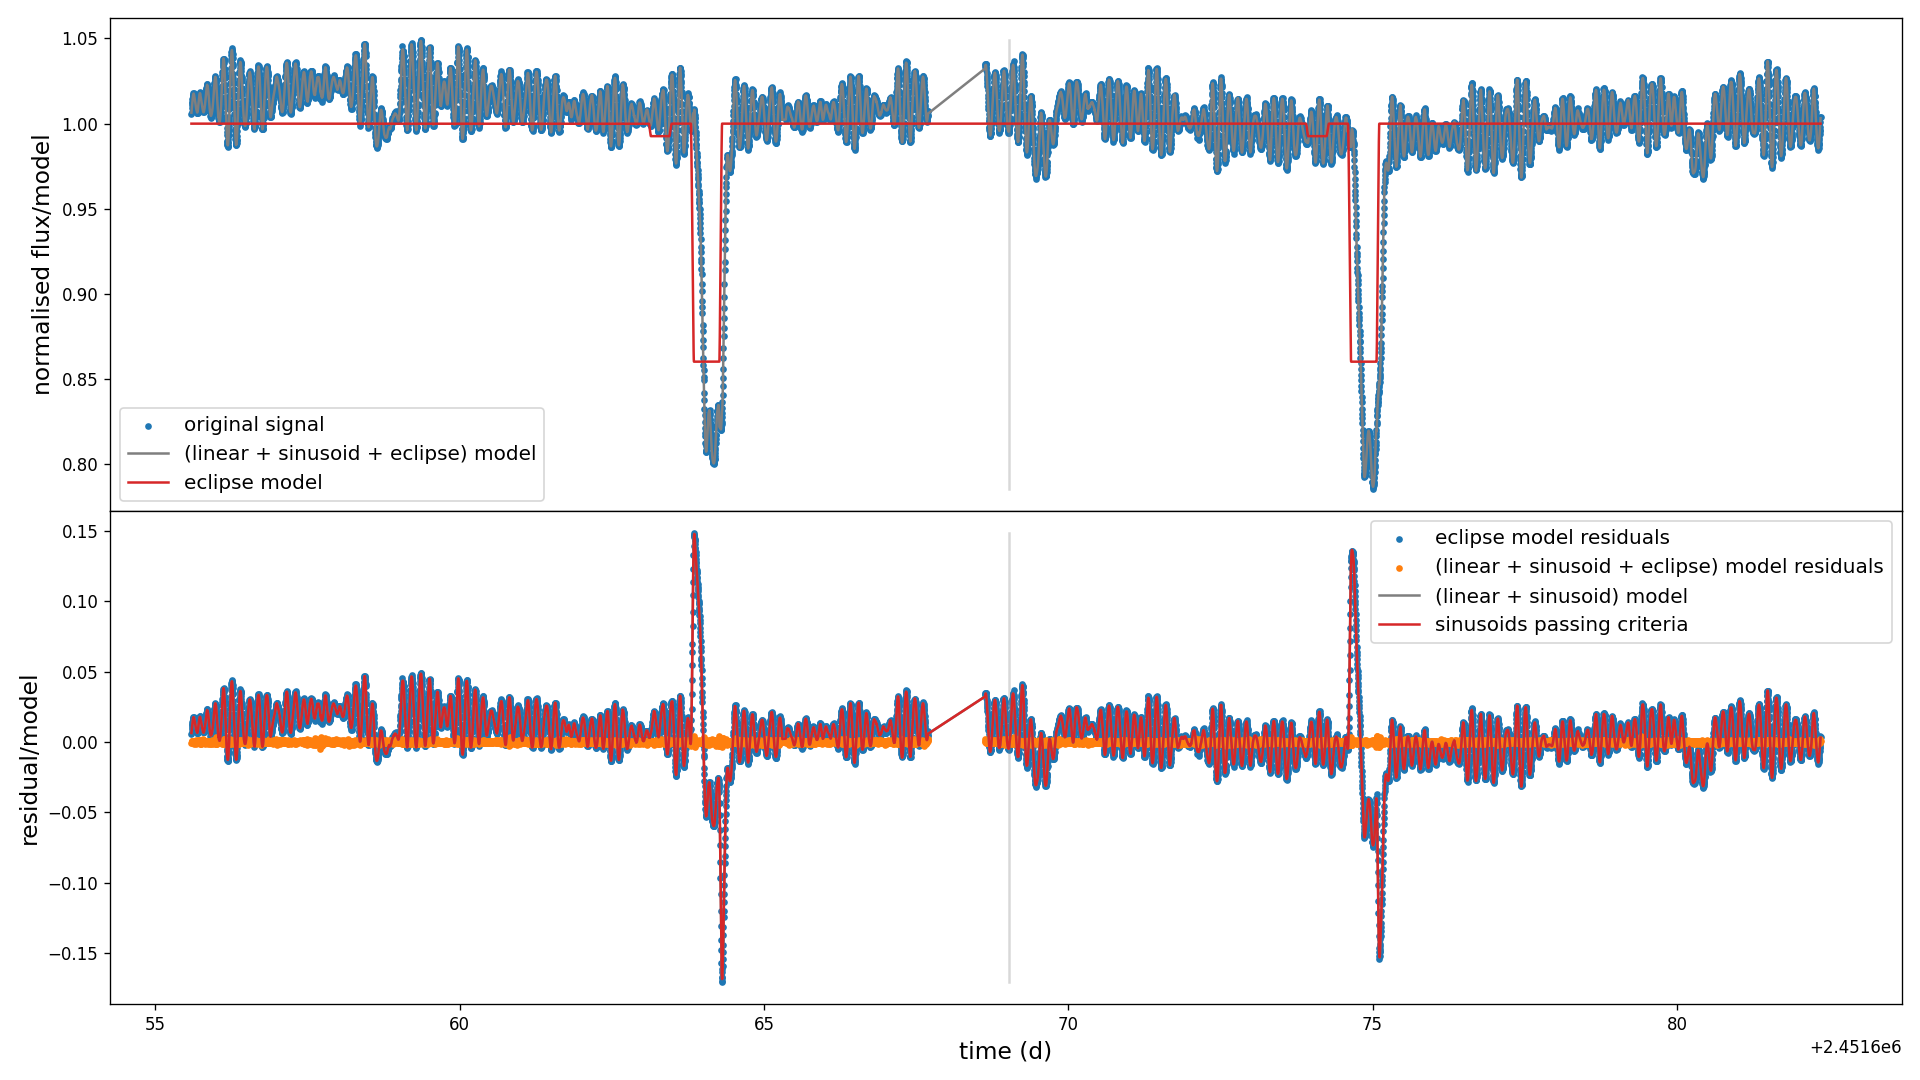 normalised flux/model
1.05
1.00
0.95
0.90
0.85
0.80
original signal
(linear + sinusoid + eclipse) model
eclipse model
residual/model
0.15
0.10
0.05
0.00
−0.05
−0.10
−0.15
eclipse model residuals
(linear + sinusoid + eclipse) model residuals
(linear + sinusoid) model
sinusoids passing criteria
55 60 65 70 75 80
time (d)
+2.4516e6